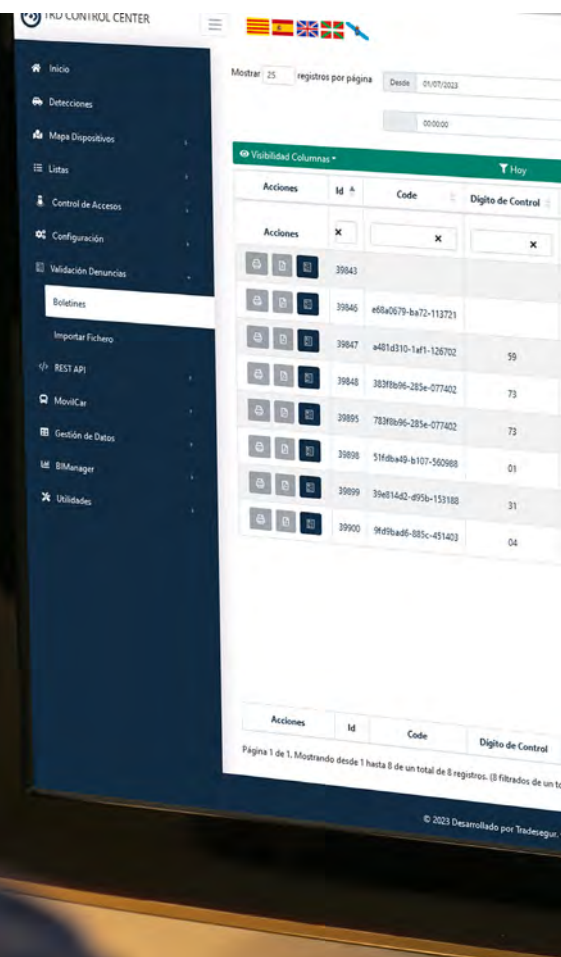 TRD CONTROL CENTER
Inicio
Detecciones
Mapa Dispositivos
Listas
Control de Accesos
Configuración
Validación Denuncias
Boletines
Importar Fichero
REST API
MovilCar
Gestión de Datos
BIManager
Utilidades
Mostrar 25 registros por página Desde 01/07/2023
00:00:00
Visibilidad Columnas Hoy
Acciones Id Code Dígito de Control
Acciones × × ×
39843
39846 e68a0679-ba72-113721
39847 a481d310-1af1-126702 59
39848 383f8b96-285e-077402 73
39895 783f8b96-285e-077402 73
39898 51fdba49-b107-560988 01
39899 39e814d2-d95b-153188 31
39900 9fd9bad6-885c-451403 04
Acciones Id Code Dígito de Control
Página 1 de 1. Mostrando desde 1 hasta 8 de un total de 8 registros. (8 filtrados de un to
© 2023 Desarrollado por Tradesegur.